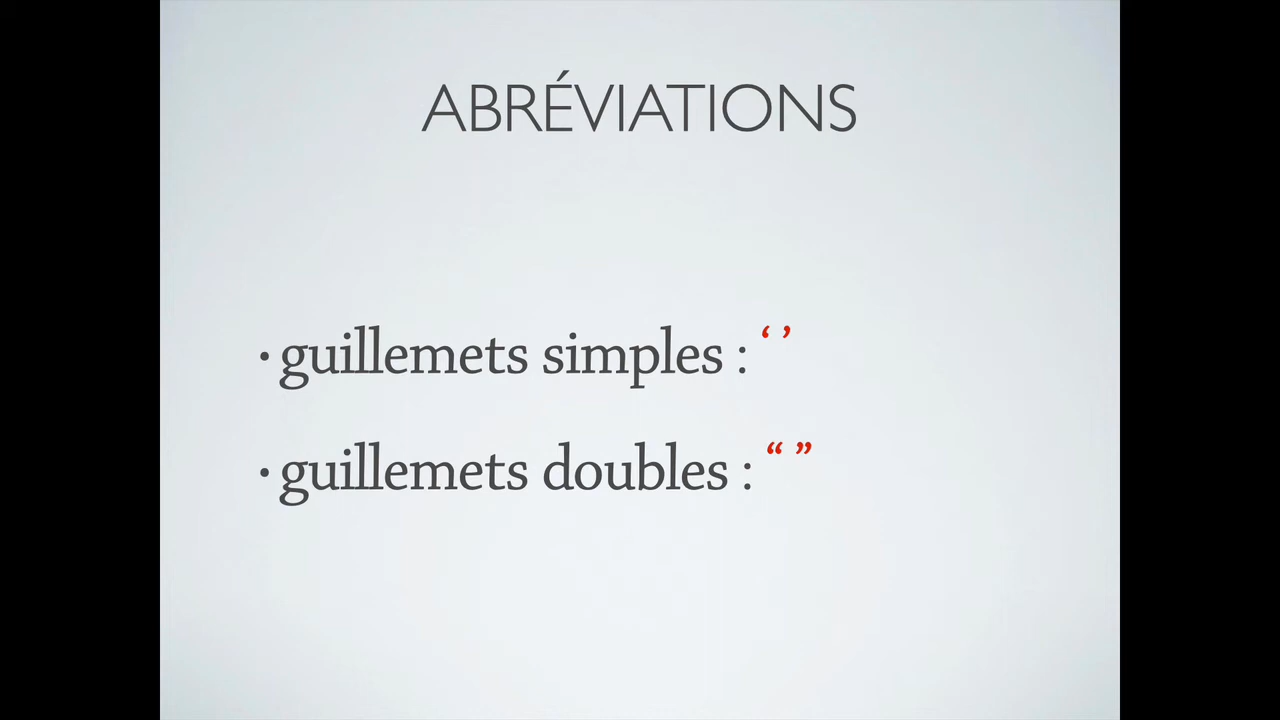 ABRÉVIATIONS
• guillemets simples : ‘ ’
• guillemets doubles : “ ”